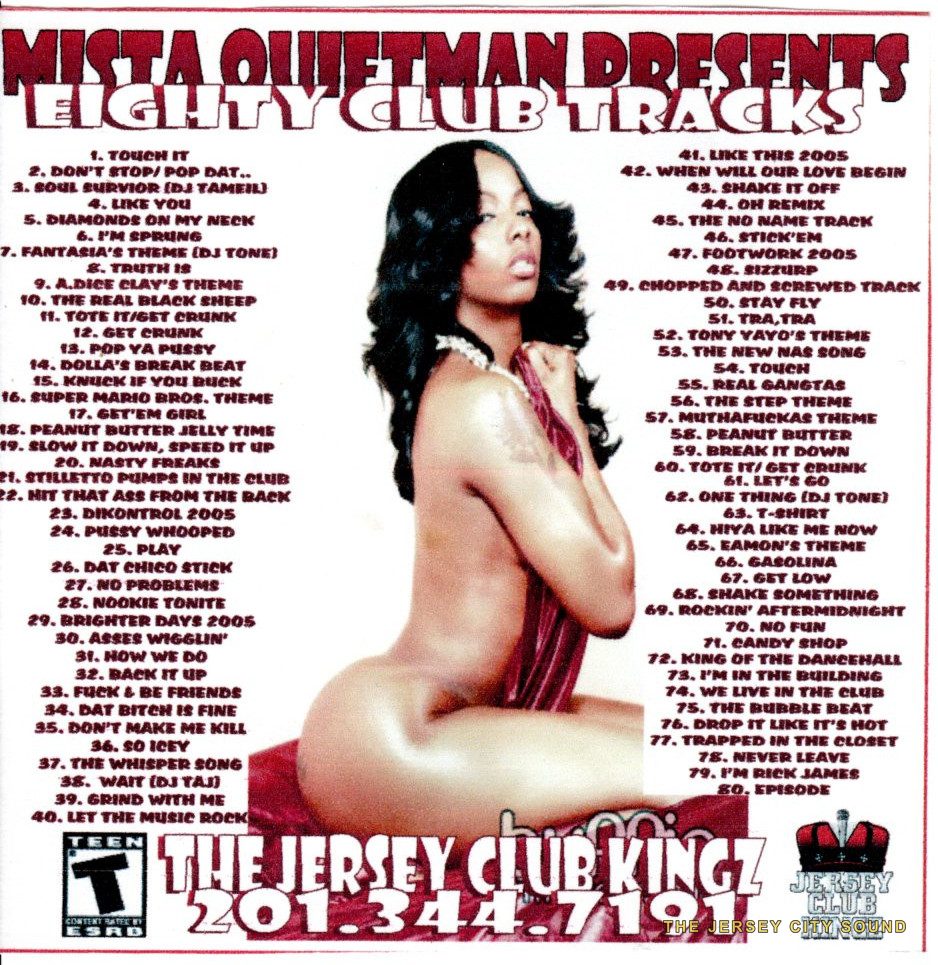 MISTA QUIETMAN PRESENTS
EIGHTY CLUB TRACKS
1. TOUCH IT
2. DON'T STOP/ POP DAT..
3. SOUL SURVIOR (DJ TAMEIL)
4. LIKE YOU
5. DIAMONDS ON MY NECK
6. I'M SPRUNG
7. FANTASIA'S THEME (DJ TONE)
8. TRUTH IS
9. A.DICE CLAY'S THEME
10. THE REAL BLACK SHEEP
11. TOTE IT/GET CRUNK
12. GET CRUNK
13. POP YA PUSSY
14. DOLLA'S BREAK BEAT
15. KNUCK IF YOU BUCK
16. SUPER MARIO BROS. THEME
17. GET'EM GIRL
18. PEANUT BUTTER JELLY TIME
19. SLOW IT DOWN, SPEED IT UP
20. NASTY FREAKS
21. STILLETTO PUMPS IN THE CLUB
22. HIT THAT ASS FROM THE BACK
23. DIKONTROL 2005
24. PUSSY WHOOPED
25. PLAY
26. DAT CHICO STICK
27. NO PROBLEMS
28. NOOKIE TONITE
29. BRIGHTER DAYS 2005
30. ASSES WIGGLIN'
31. HOW WE DO
32. BACK IT UP
33. FUCK & BE FRIENDS
34. DAT BITCH IS FINE
35. DON'T MAKE ME KILL
36. SO ICEY
37. THE WHISPER SONG
38. WAIT (DJ TAJ)
39. GRIND WITH ME
40. LET THE MUSIC ROCK
41. LIKE THIS 2005
42. WHEN WILL OUR LOVE BEGIN
43. SHAKE IT OFF
44. OH REMIX
45. THE NO NAME TRACK
46. STICK'EM
47. FOOTWORK 2005
48. SIZZURP
49. CHOPPED AND SCREWED TRACK
50. STAY FLY
51. TRA,TRA
52. TONY YAYO'S THEME
53. THE NEW NAS SONG
54. TOUCH
55. REAL GANGTAS
56. THE STEP THEME
57. MUTHAFUCKAS THEME
58. PEANUT BUTTER
59. BREAK IT DOWN
60. TOTE IT/ GET CRUNK
61. LET'S GO
62. ONE THING (DJ TONE)
63. T-SHIRT
64. HIYA LIKE ME NOW
65. EAMON'S THEME
66. GASOLINA
67. GET LOW
68. SHAKE SOMETHING
69. ROCKIN' AFTERMIDNIGHT
70. NO FUN
71. CANDY SHOP
72. KING OF THE DANCEHALL
73. I'M IN THE BUILDING
74. WE LIVE IN THE CLUB
75. THE BUBBLE BEAT
76. DROP IT LIKE IT'S HOT
77. TRAPPED IN THE CLOSET
78. NEVER LEAVE
79. I'M RICK JAMES
80. EPISODE
TEEN
T
CONTENT RATED BY
ESRD
THE JERSEY CLUB KINGZ
201.344.7191
JERSEY
CLUB
KINGZ
THE JERSEY CITY SOUND